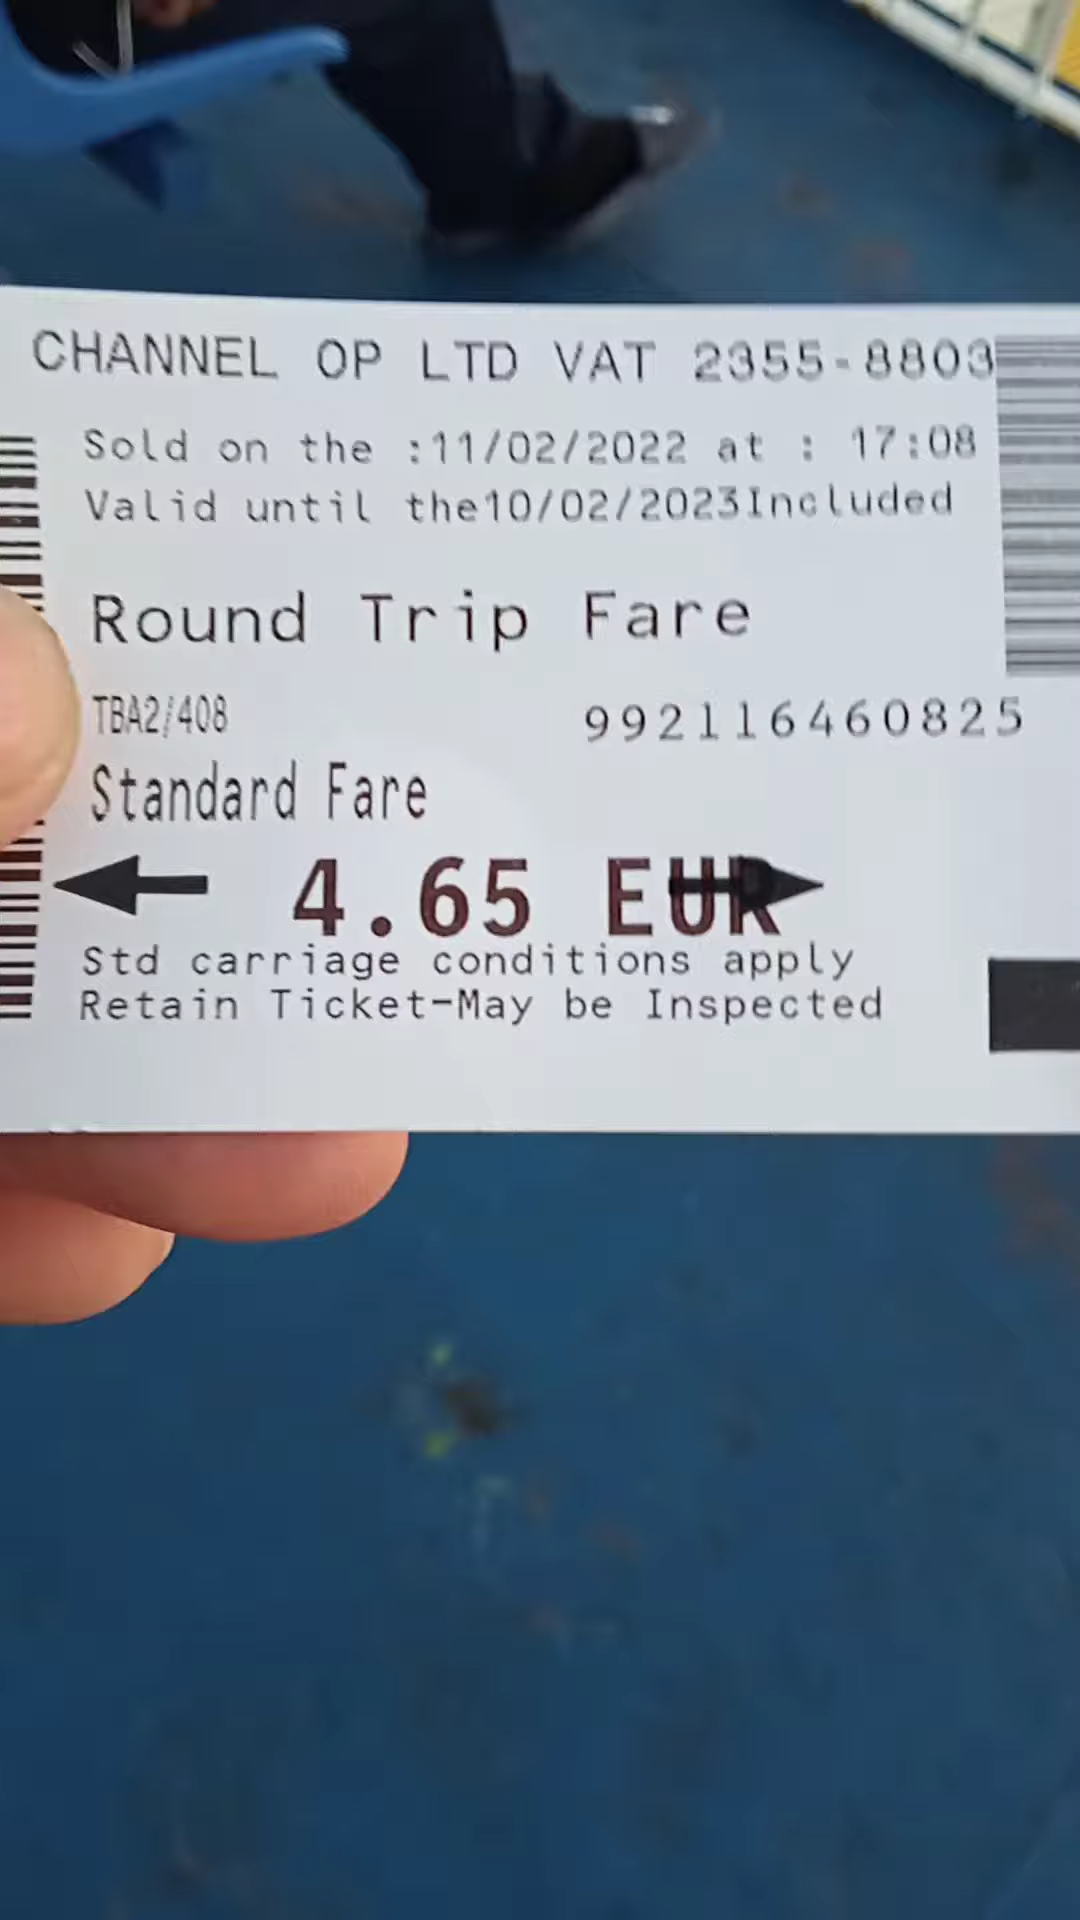 CHANNEL OP LTD VAT 2355-8803
Sold on the :11/02/2022 at : 17:08
Valid until the10/02/2023Included
Round Trip Fare
TBA2/408 992116460825
Standard Fare
4.65 EUR
Std carriage conditions apply
Retain Ticket-May be Inspected